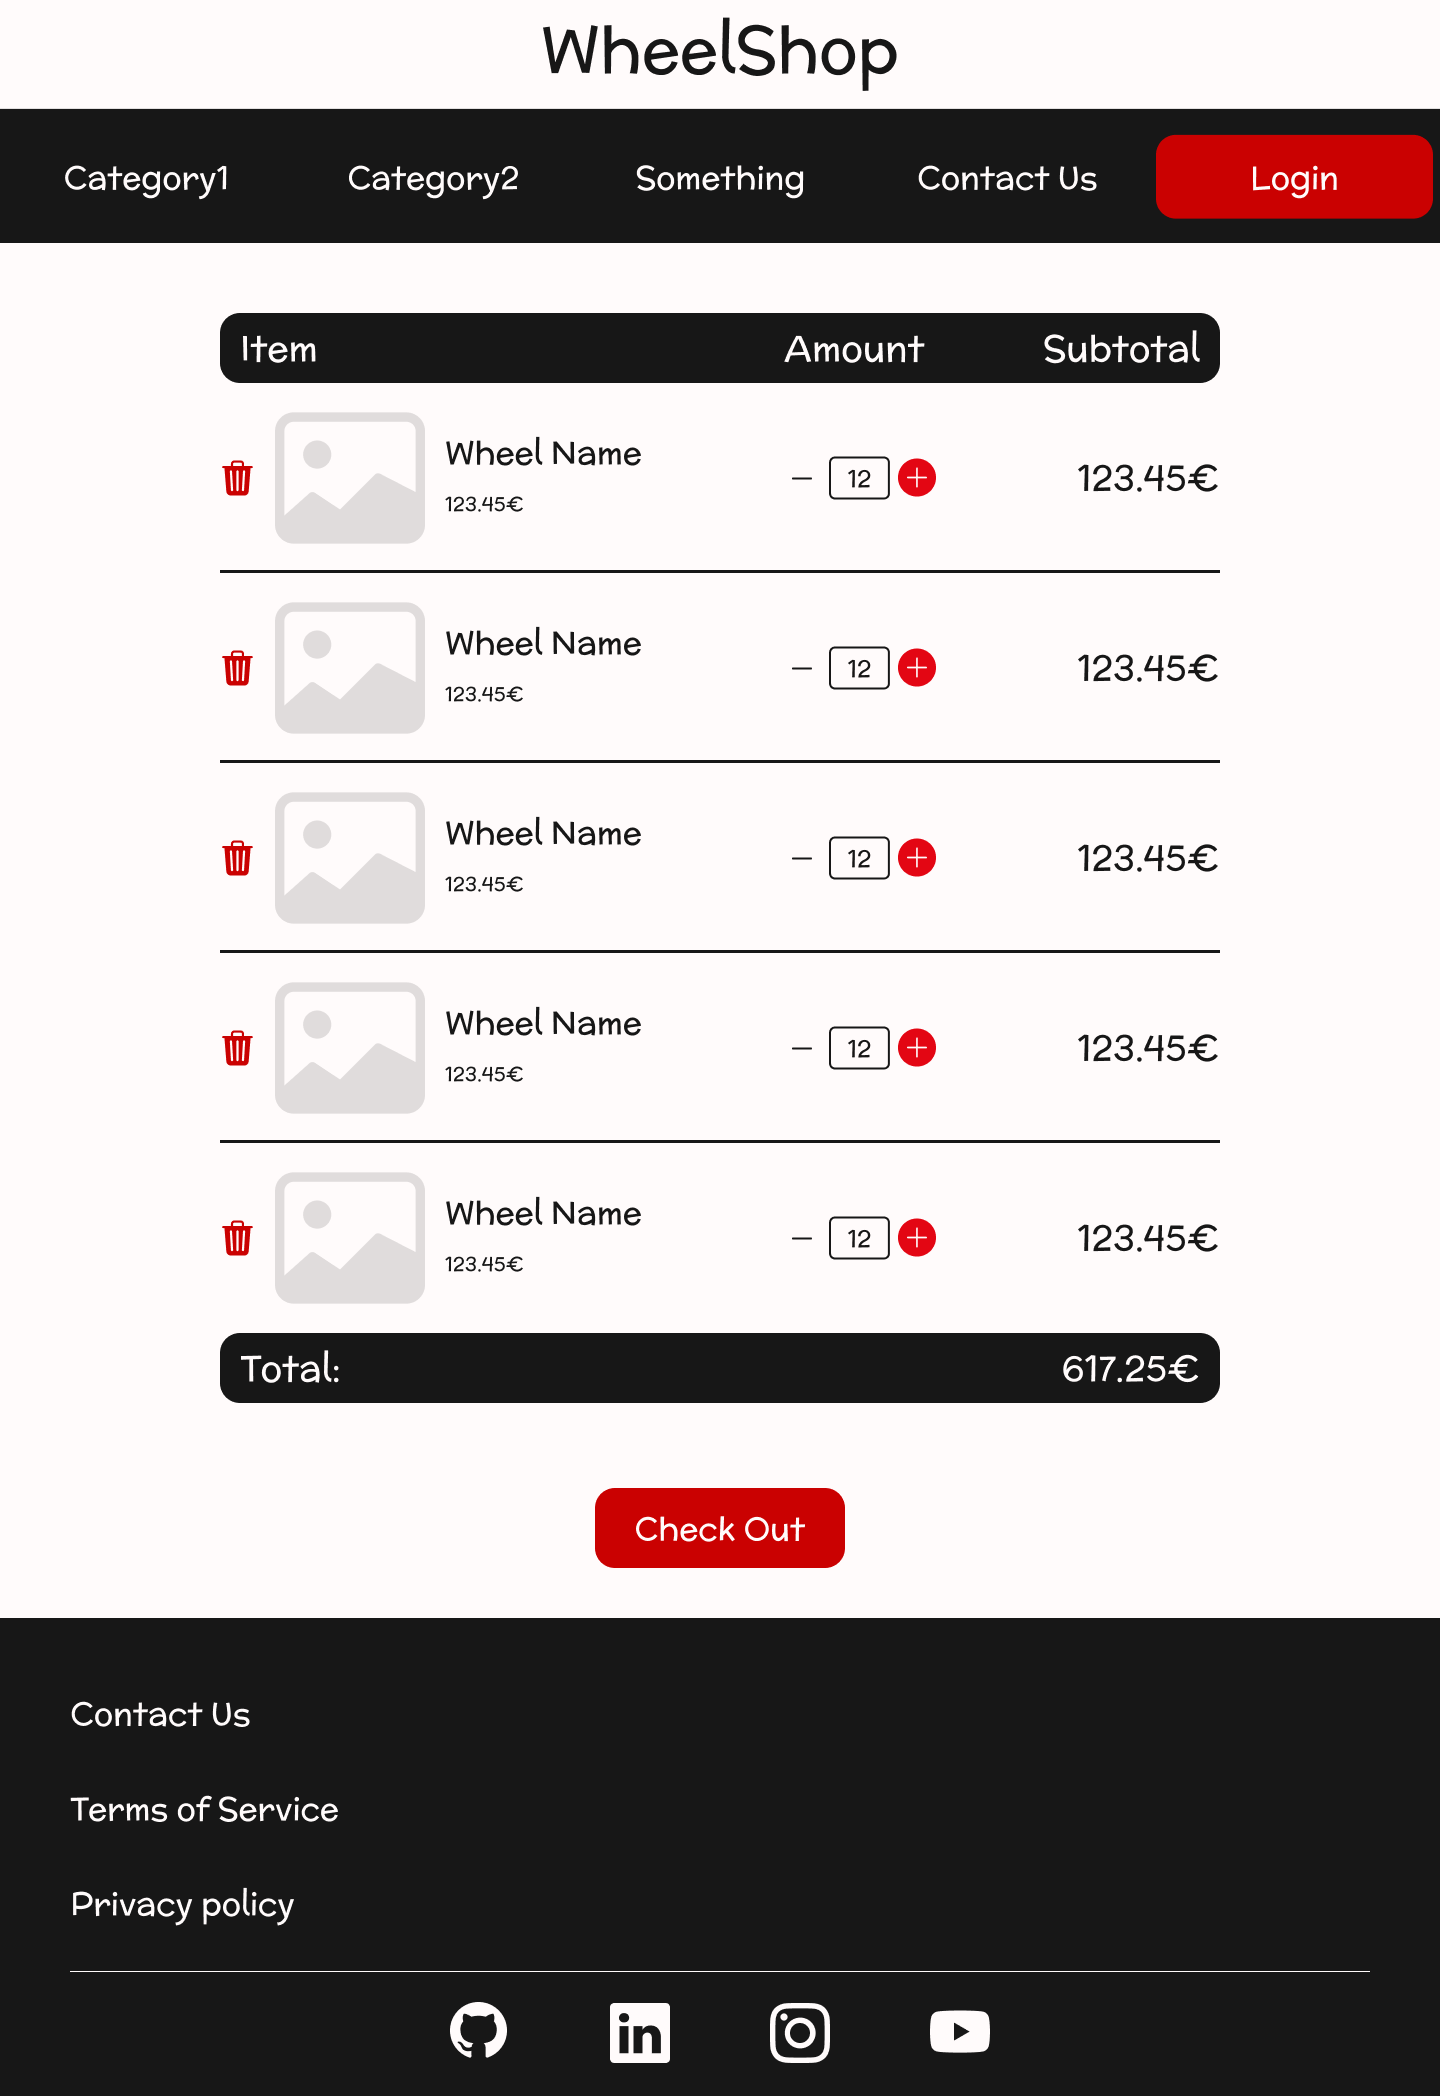 WheelShop
Category1 Category2 Something Contact Us Login
Item Amount Subtotal
Wheel Name
123.45€
12
123.45€
Wheel Name
123.45€
12
123.45€
Wheel Name
123.45€
12
123.45€
Wheel Name
123.45€
12
123.45€
Wheel Name
123.45€
12
123.45€
Total: 617.25€
Check Out
Contact Us
Terms of Service
Privacy policy
in